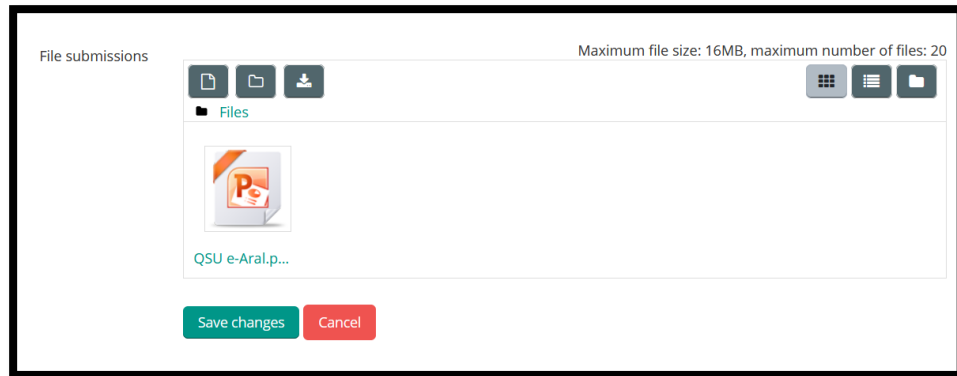 File submissions
Maximum file size: 16MB, maximum number of files: 20
Files
P
QSU e-Aral.p...
Save changes
Cancel